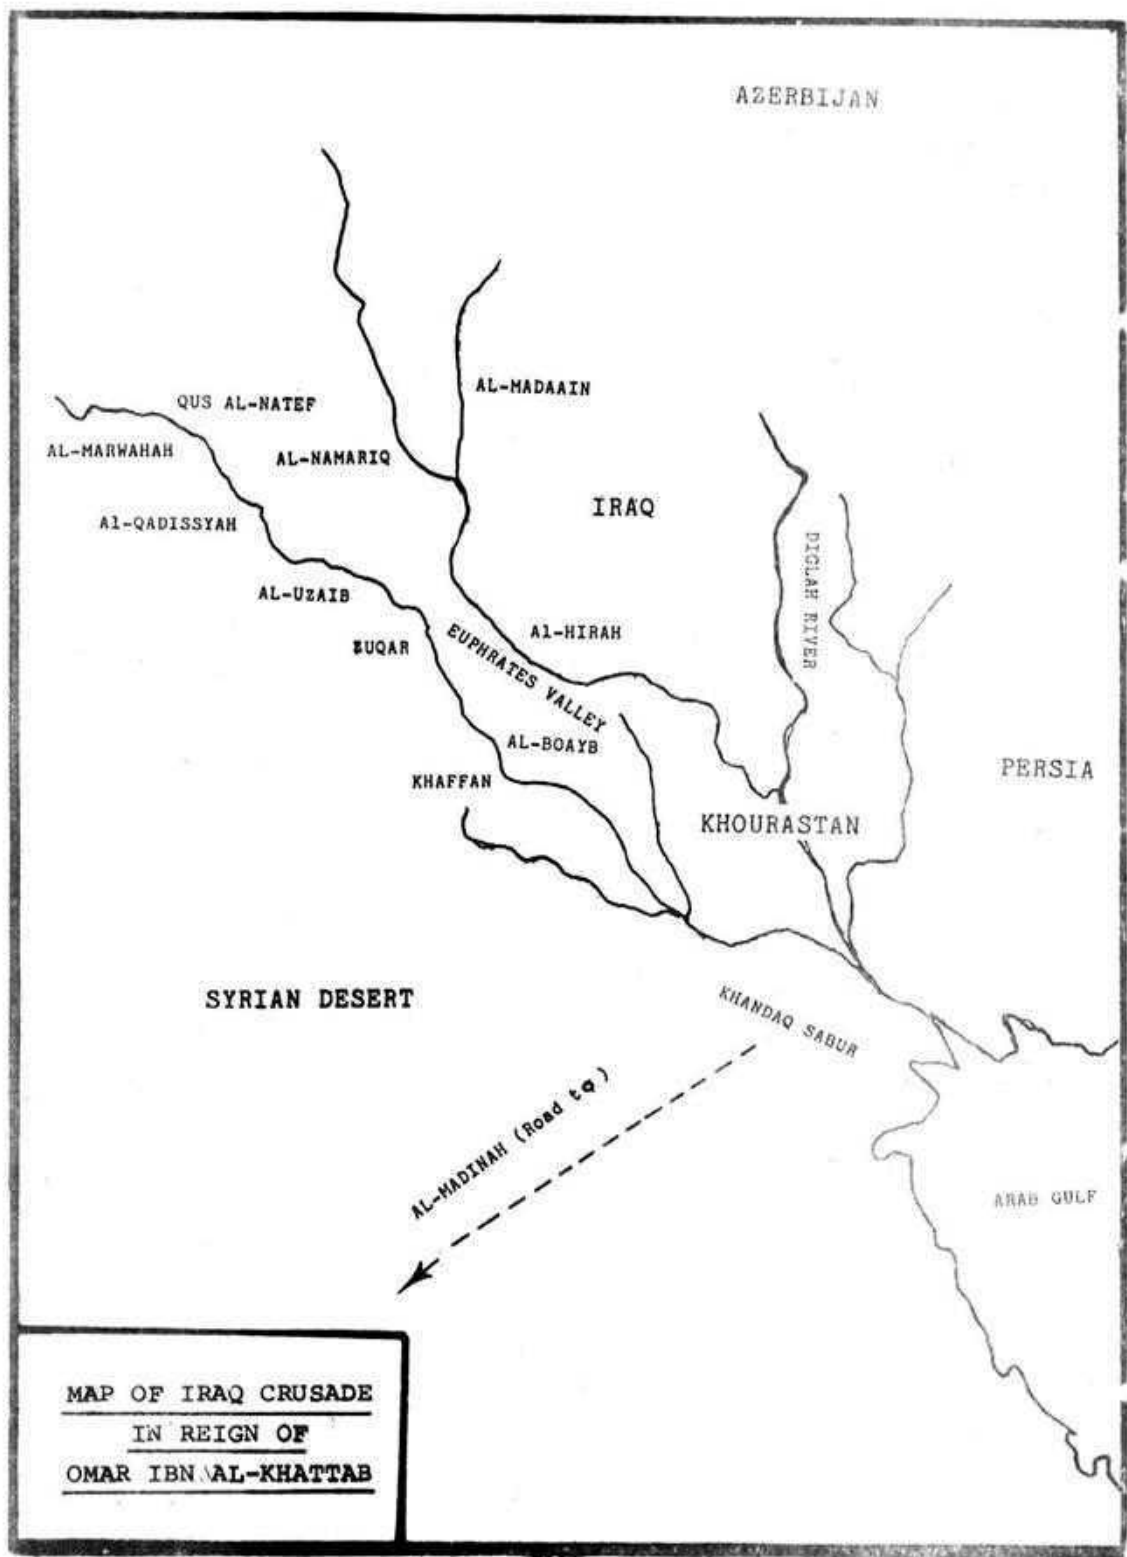 AZERBIJAN
AL-MADAAIN
QUS AL-NATEF
AL-MARWAHAH
AL-NAMARIQ
IRAQ
Al-QADISSYAH
DIGLAH RIVER
AL-UZAIB
Al-HIRAH
ZUQAR
EUPHRATES VALLEY
AL-BOAYB
KHAFFAN
PERSIA
KHOURASTAN
SYRIAN DESERT
KHANDAQ SABUR
AL-MADINAH (Road to)
ARAB GULF
MAP OF IRAQ CRUSADE
IN REIGN OF
OMAR IBN AL-KHATTAB